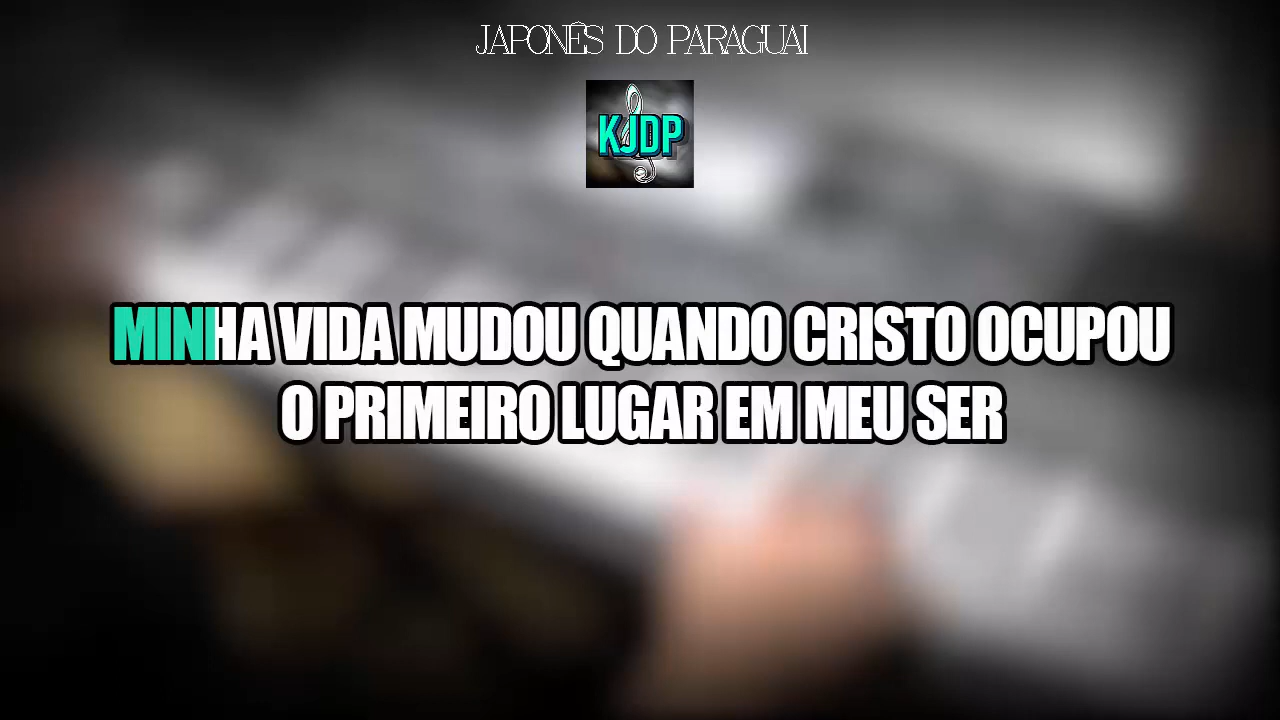 JAPONÊS DO PARAGUAI
KJDP
MINHA VIDA MUDOU QUANDO CRISTO OCUPOU
O PRIMEIRO LUGAR EM MEU SER